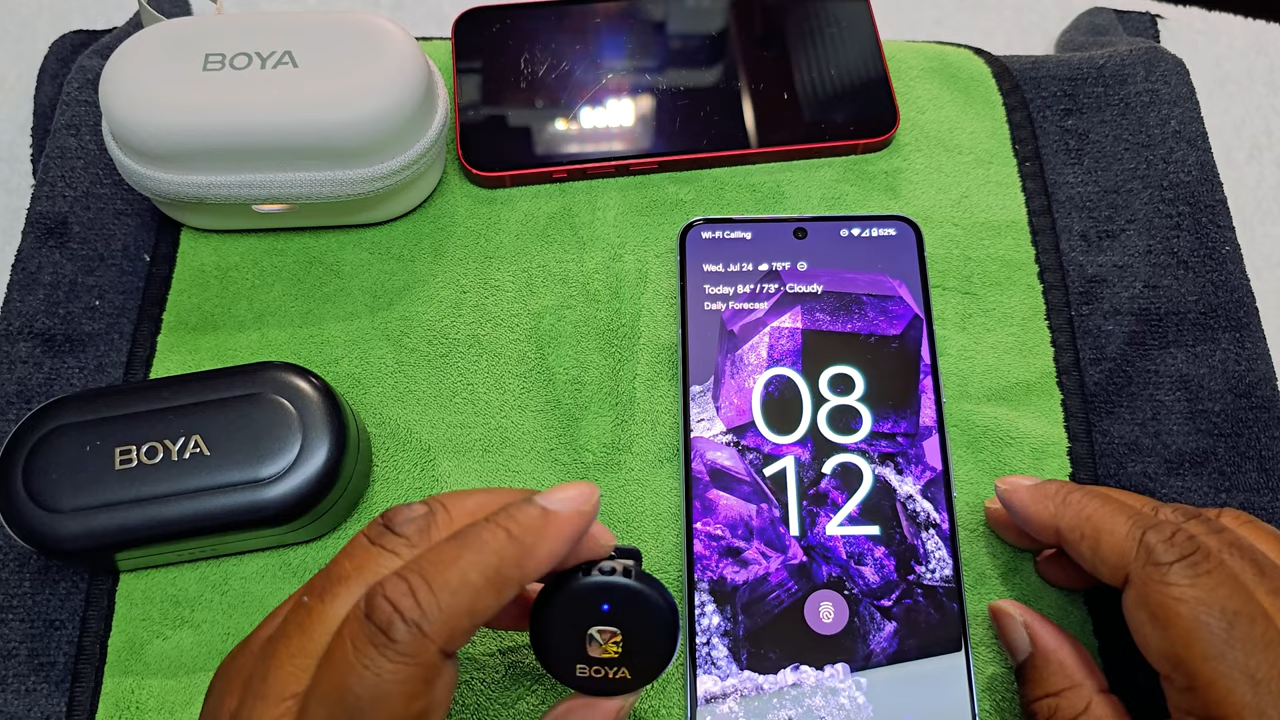 BOYA
Wi-Fi Calling
52%
Wed, Jul 24 75°F
Today 84° / 73° · Cloudy
Daily Forecast
08
12
BOYA
BOYA